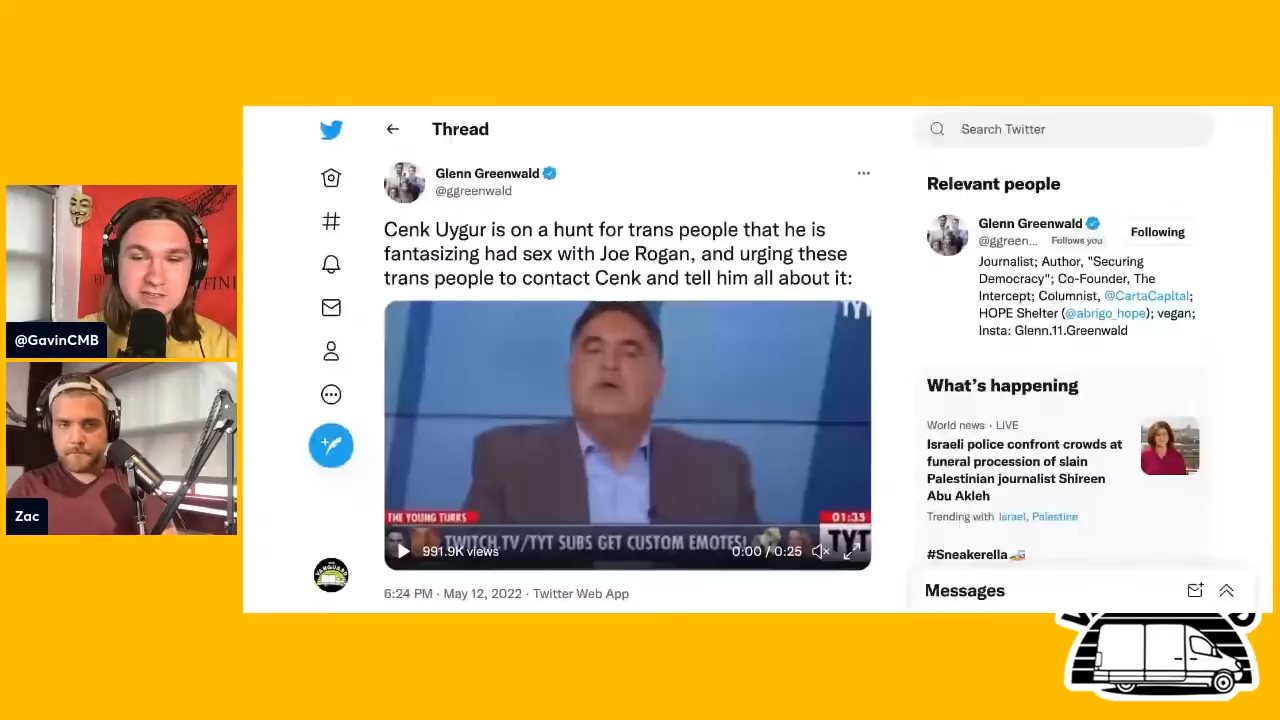 @GavinCMB
Zac
Thread
Glenn Greenwald
@ggreenwald
Cenk Uygur is on a hunt for trans people that he is
fantasizing had sex with Joe Rogan, and urging these
trans people to contact Cenk and tell him all about it:
TYT
THE YOUNG TURKS
01:35
TWITCH.TV/TYT SUBS GET CUSTOM EMOTES!
TYT
991.9K views
0:00 / 0:25
6:24 PM · May 12, 2022 · Twitter Web App
Search Twitter
Relevant people
Glenn Greenwald
@ggreen...
Follows you
Following
Journalist; Author, "Securing
Democracy"; Co-Founder, The
Intercept; Columnist, @CartaCapital;
HOPE Shelter (@abrigo_hope); vegan;
Insta: Glenn.11.Greenwald
What's happening
World news · LIVE
Israeli police confront crowds at
funeral procession of slain
Palestinian journalist Shireen
Abu Akleh
Trending with Israel, Palestine
#Sneakerella
Messages